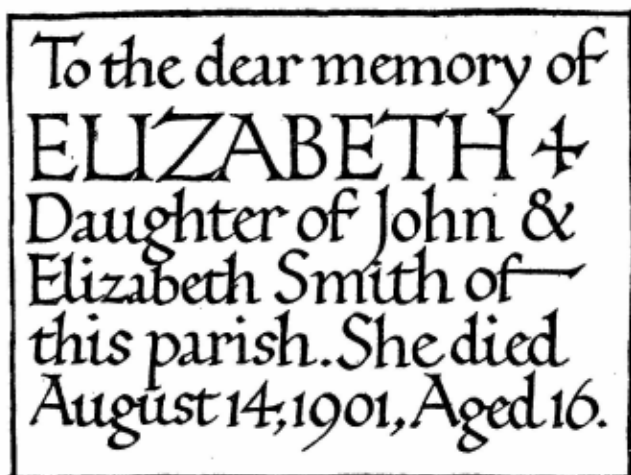 To the dear memory of
ELIZABETH +
Daughter of John &
Elizabeth Smith of
this parish. She died
August 14, 1901, Aged 16.